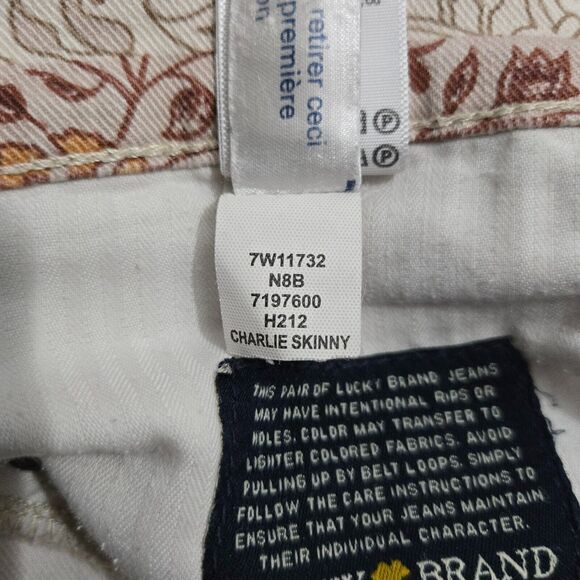 retirer ceci
première
P
P
7W11732
N8B
7197600
H212
CHARLIE SKINNY
THIS PAIR OF LUCKY BRAND JEANS
MAY HAVE INTENTIONAL RIPS OR
HOLES. COLOR MAY TRANSFER TO
LIGHTER COLORED FABRICS. AVOID
PULLING UP BY BELT LOOPS. SIMPLY
FOLLOW THE CARE INSTRUCTIONS TO
ENSURE THAT YOUR JEANS MAINTAIN
THEIR INDIVIDUAL CHARACTER.
BRAND